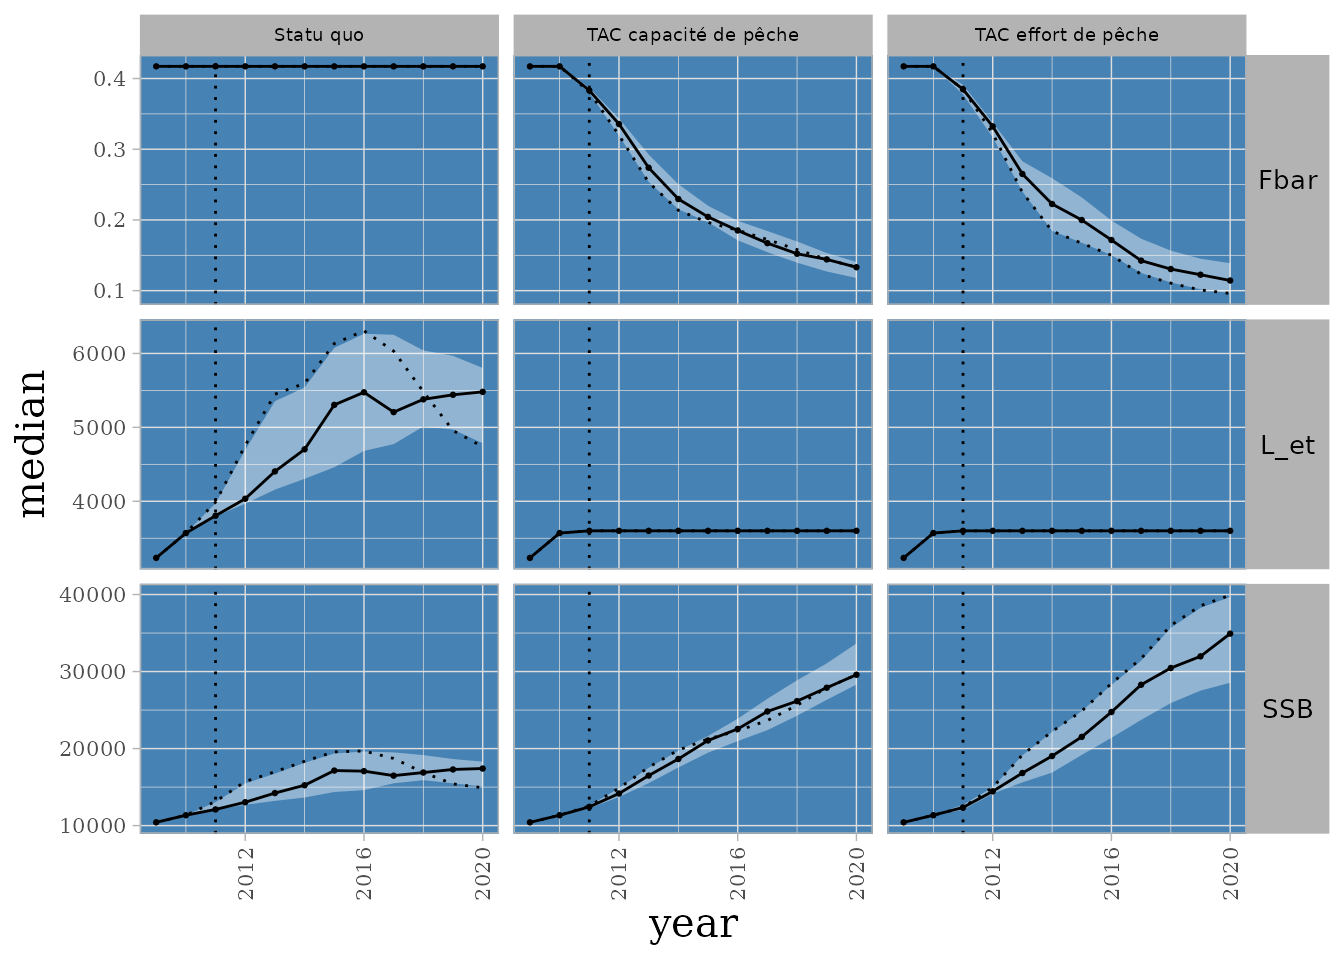 Statu quo
TAC capacité de pêche
TAC effort de pêche
0.4
0.3
0.2
0.1
Fbar
6000
5000
4000
L_et
40000
30000
20000
10000
SSB
median
2012
2016
2020
2012
2016
2020
2012
2016
2020
year